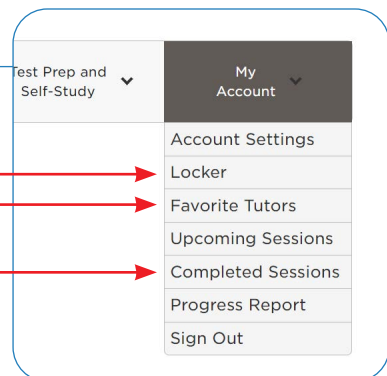 Test Prep and
Self-Study
My
Account
Account Settings
Locker
Favorite Tutors
Upcoming Sessions
Completed Sessions
Progress Report
Sign Out